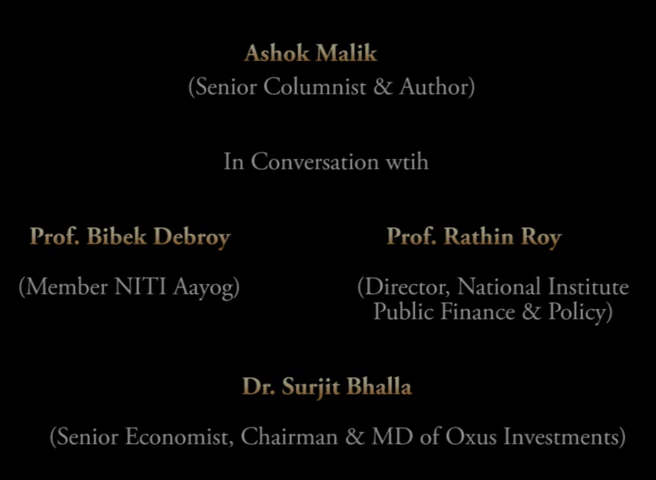 Ashok Malik
(Senior Columnist & Author)
In Conversation wtih
Prof. Bibek Debroy
(Member NITI Aayog)
Prof. Rathin Roy
(Director, National Institute
Public Finance & Policy)
Dr. Surjit Bhalla
(Senior Economist, Chairman & MD of Oxus Investments)